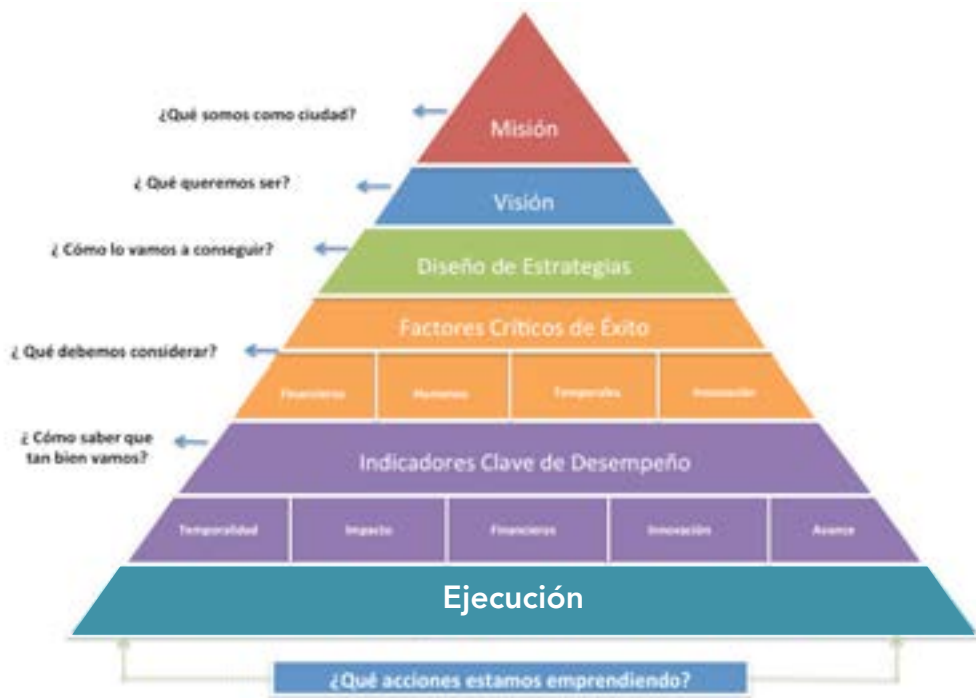 ¿Qué somos como ciudad?
Misión
¿ Qué queremos ser?
Visión
¿ Cómo lo vamos a conseguir?
Diseño de Estrategias
Factores Críticos de Éxito
¿ Qué debemos considerar?
Financieros Humanos Temporales Innovación
¿ Cómo saber que
tan bien vamos?
Indicadores Clave de Desempeño
Temporalidad Impacto Financieros Innovación Avance
Ejecución
¿Qué acciones estamos emprendiendo?